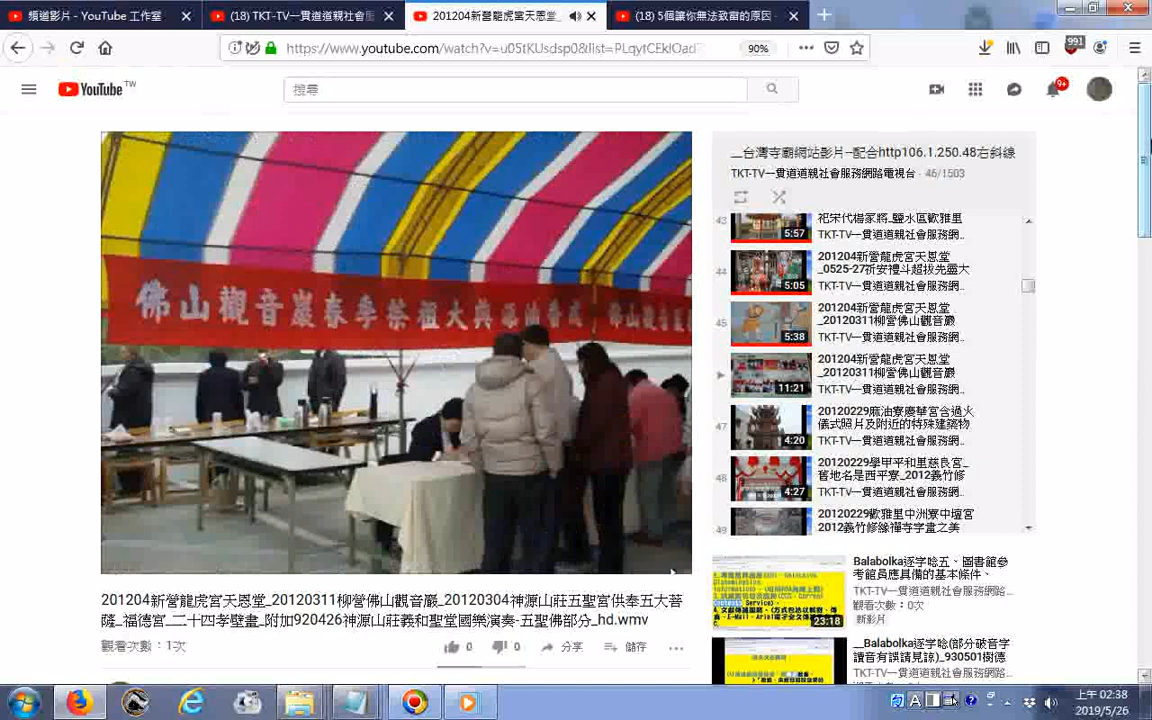 頻道影片 - YouTube 工作室
(18) TKT-TV一貫道道親社會服
201204新營龍虎宮天恩堂_
(18) 5個讓你無法致富的原因 -
https://www.youtube.com/watch?v=u05tKUsdsp0&list=PLqytCEkIOad7
90%
991
YouTube TW
搜尋
9+
佛山觀音巖春季祭祖大典
__台灣寺廟網站影片--配合http106.1.250.48右斜線
TKT-TV一貫道道親社會服務網路電視台 - 46/1503
43
祀宋代楊家將_鹽水區歡雅里
5:57
TKT-TV一貫道道親社會服務網..
44
201204新營龍虎宮天恩堂
_0525-27祈安禮斗超拔先靈大
5:05
TKT-TV一貫道道親社會服務網..
45
201204新營龍虎宮天恩堂
_20120311柳營佛山觀音巖
5:38
TKT-TV一貫道道親社會服務網..
201204新營龍虎宮天恩堂
_20120311柳營佛山觀音巖
11:21
TKT-TV一貫道道親社會服務網..
47
20120229麻油寮慶華宮含過火
儀式照片及附近的特殊建築物
4:20
TKT-TV一貫道道親社會服務網..
48
20120229學甲平和里慈良宮_
舊地名是西平寮_2012義竹修
4:27
TKT-TV一貫道道親社會服務網..
49
20120229歡雅里中洲寮中壇宮
2012義竹修緣禪寺字畫之美
201204新營龍虎宮天恩堂_20120311柳營佛山觀音巖_20120304神源山莊五聖宮供奉五大菩
薩_福德宮_二十四孝壁畫_附加920426神源山莊義和聖堂國樂演奏-五聖佛部分_hd.wmv
觀看次數：1次
0
0
分享
儲存
Balabolka逐字唸五、圖書館參
考館員應具備的基本條件、
TKT-TV一貫道道親社會服務網..
觀看次數：0次
新影片
23:18
__Balabolka逐字唸(部分破音字
讀音有誤請見諒)_930501樹德
TKT-TV一貫道道親社會服務網..
觀看次數：0次
上午 02:38
2019/5/26